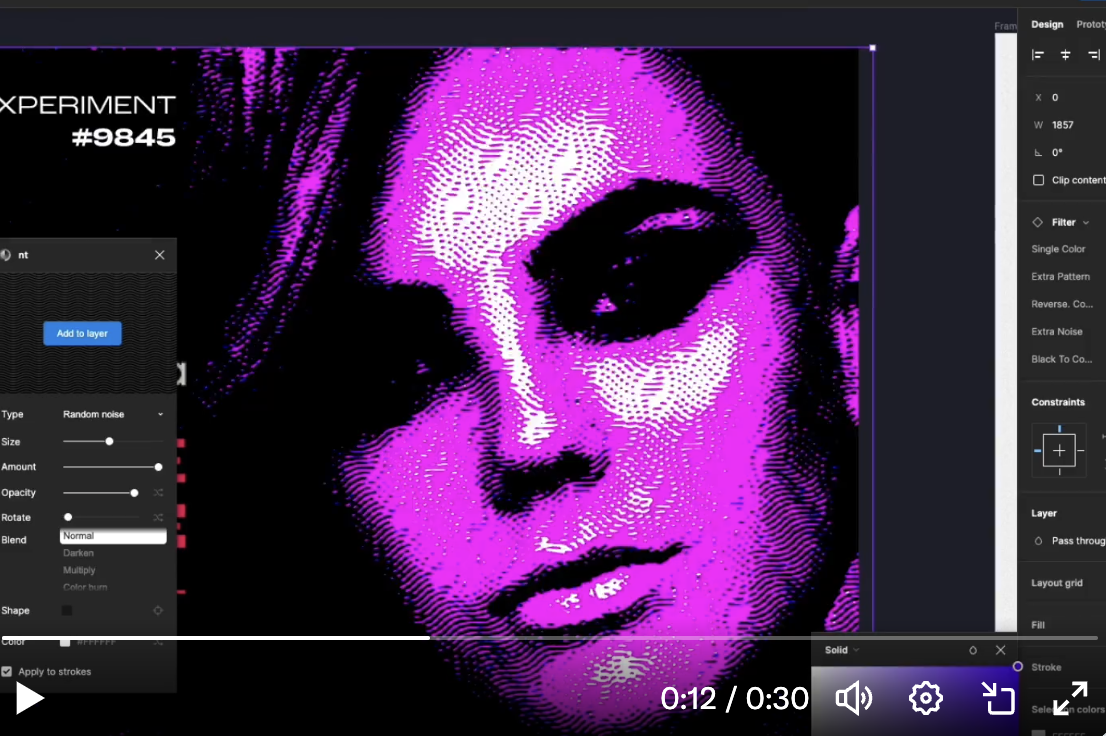 Fram
Design Prototy
XPERIMENT
#9845
X 0
W 1857
0°
Clip content
nt
Filter
Single Color
Extra Pattern
Reverse. Co...
Extra Noise
Black To Co...
Add to layer
a
Type Random noise
Size
Amount
Opacity
Rotate
Blend Normal
Darken
Multiply
Color burn
Shape
Color #FFFFFF
Apply to strokes
Constraints
Layer
Pass throug
Layout grid
Fill
Solid
Stroke
Selection colors
0:12 / 0:30